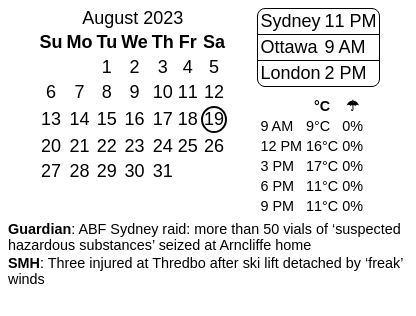 August 2023
Su Mo Tu We Th Fr Sa
1 2 3 4 5
6 7 8 9 10 11 12
13 14 15 16 17 18 19
20 21 22 23 24 25 26
27 28 29 30 31
Sydney 11 PM
Ottawa 9 AM
London 2 PM
°C ☂
9 AM 9°C 0%
12 PM 16°C 0%
3 PM 17°C 0%
6 PM 11°C 0%
9 PM 11°C 0%
Guardian: ABF Sydney raid: more than 50 vials of ‘suspected
hazardous substances’ seized at Arncliffe home
SMH: Three injured at Thredbo after ski lift detached by ‘freak’
winds